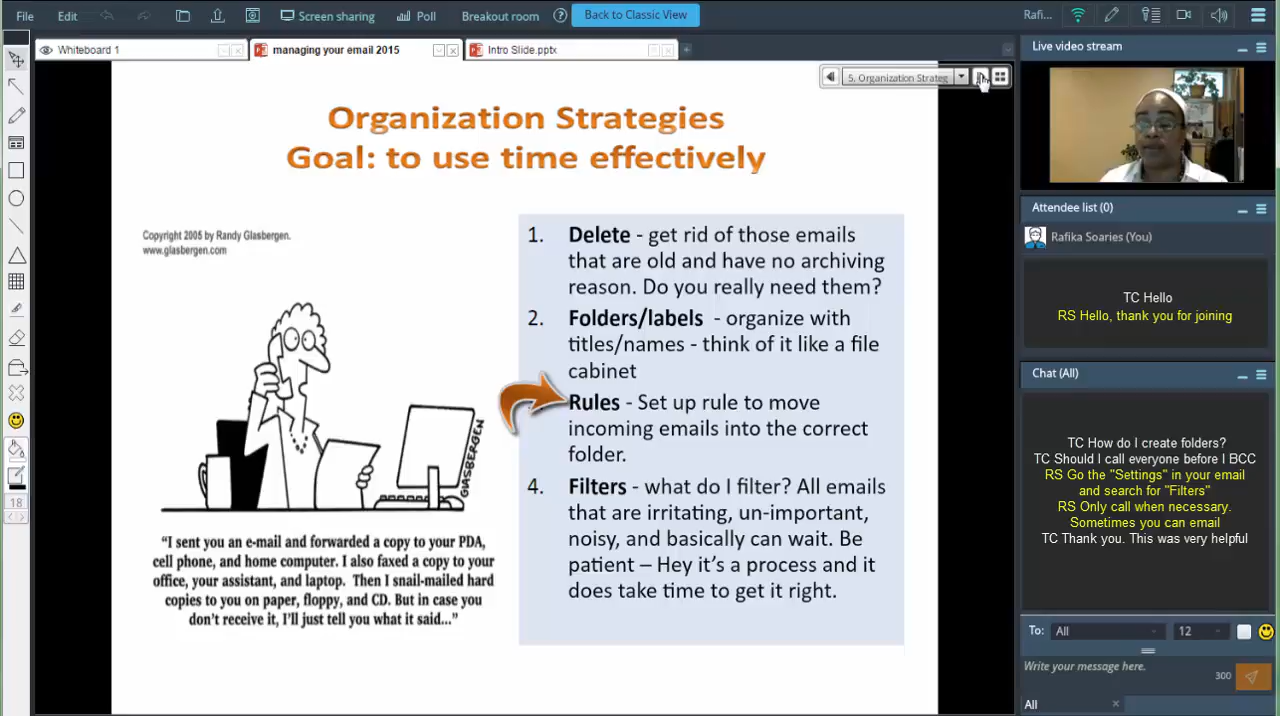 File Edit Screen sharing Poll Breakout room ? Back to Classic View Rafi...
Whiteboard 1 managing your email 2015 Intro Slide.pptx
5. Organization Strateg
Organization Strategies
Goal: to use time effectively
Copyright 2005 by Randy Glasbergen.
www.glasbergen.com
GLASBERGEN
“I sent you an e-mail and forwarded a copy to your PDA,
cell phone, and home computer. I also faxed a copy to your
office, your assistant, and laptop. Then I snail-mailed hard
copies to you on paper, floppy, and CD. But in case you
don’t receive it, I’ll just tell you what it said...”
1. Delete - get rid of those emails
that are old and have no archiving
reason. Do you really need them?
2. Folders/labels - organize with
titles/names - think of it like a file
cabinet
Rules - Set up rule to move
incoming emails into the correct
folder.
4. Filters - what do I filter? All emails
that are irritating, un-important,
noisy, and basically can wait. Be
patient – Hey it’s a process and it
does take time to get it right.
18
Live video stream
Attendee list (0)
Rafika Soaries (You)
TC Hello
RS Hello, thank you for joining
Chat (All)
TC How do I create folders?
TC Should I call everyone before I BCC
RS Go the "Settings" in your email
and search for "Filters"
RS Only call when necessary.
Sometimes you can email
TC Thank you. This was very helpful
To: All 12
Write your message here.
300
All